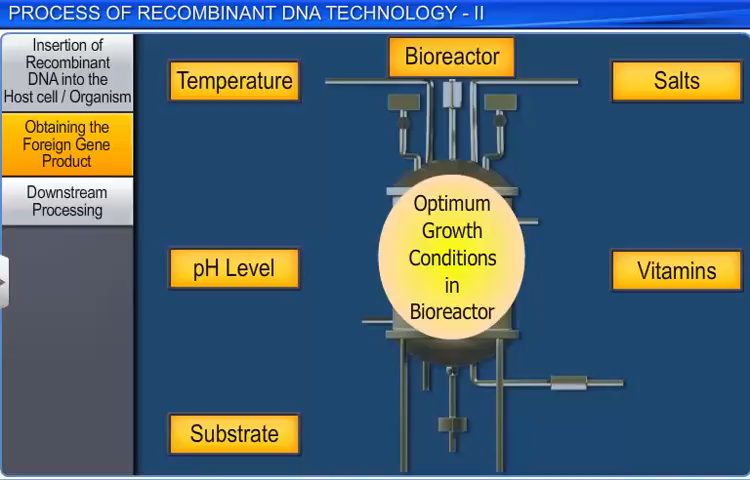 PROCESS OF RECOMBINANT DNA TECHNOLOGY - II
Insertion of
Recombinant
DNA into the
Host cell / Organism
Obtaining the
Foreign Gene
Product
Downstream
Processing
Bioreactor
Temperature
Salts
Optimum
Growth
Conditions
in
Bioreactor
pH Level
Vitamins
Substrate